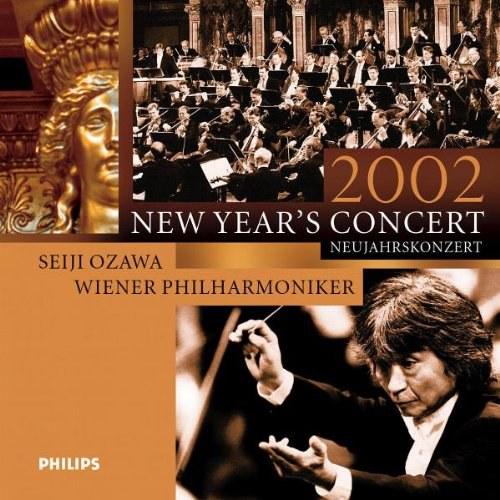 2002
NEW YEAR'S CONCERT
NEUJAHRSKONZERT
SEIJI OZAWA
WIENER PHILHARMONIKER
PHILIPS